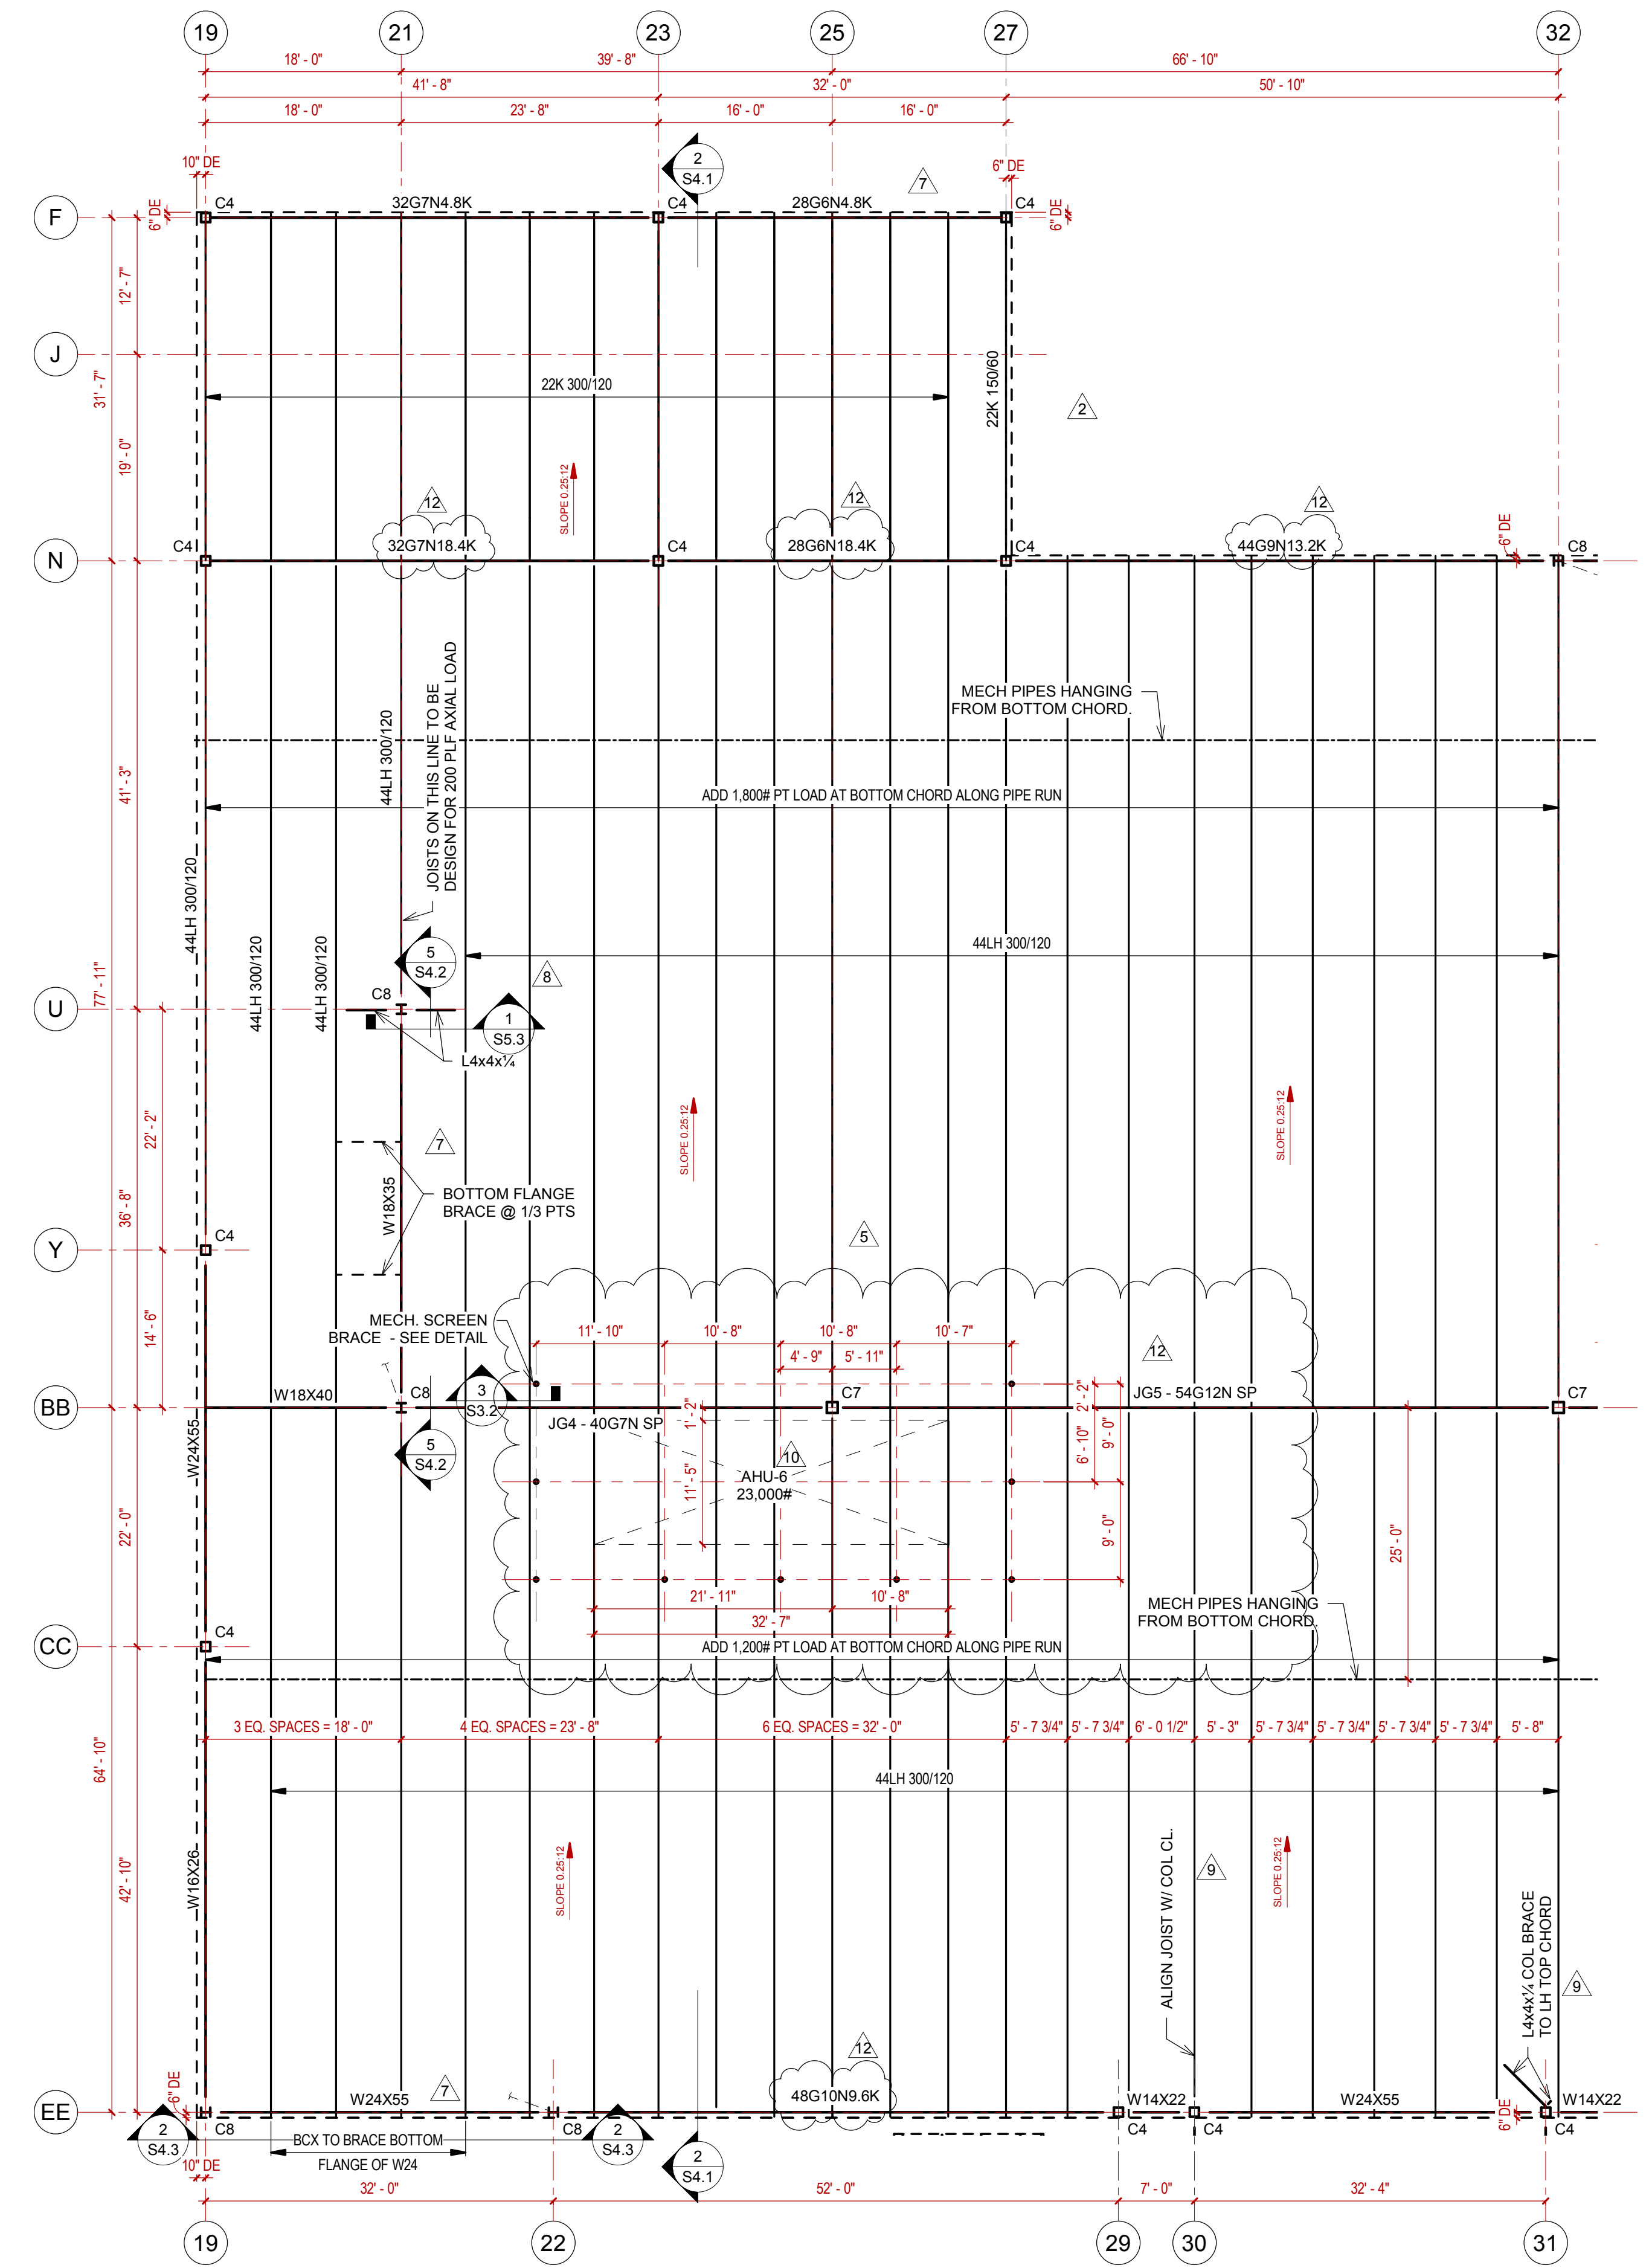 19
21
23
25
27
32
18' - 0"
39' - 8"
66' - 10"
41' - 8"
32' - 0"
50' - 10"
18' - 0"
23' - 8"
16' - 0"
16' - 0"
10" DE
2
S4.1
7
6" DE
F
6" DE
C4
32G7N4.8K
C4
28G6N4.8K
C4
6" DE
12' - 7"
J
31' - 7"
19' - 0"
22K 300/120
22K 150/60
2
SLOPE 0.25:12
12
12
12
N
C4
32G7N18.4K
C4
28G6N18.4K
C4
44G9N13.2K
6" DE
C8
MECH PIPES HANGING
FROM BOTTOM CHORD.
JOISTS ON THIS LINE TO BE
DESIGN FOR 200 PLF AXIAL LOAD
44LH 300/120
41' - 3"
ADD 1,800# PT LOAD AT BOTTOM CHORD ALONG PIPE RUN
44LH 300/120
44LH 300/120
44LH 300/120
44LH 300/120
5
S4.2
8
77' - 11"
U
C8
1
S5.3
L4x4x¼
22' - 2"
36' - 8"
SLOPE 0.25:12
SLOPE 0.25:12
7
W18X35
BOTTOM FLANGE
BRACE @ 1/3 PTS
Y
C4
5
14' - 6"
MECH. SCREEN
BRACE - SEE DETAIL
11' - 10"
10' - 8"
10' - 8"
10' - 7"
4' - 9"
5' - 11"
12
BB
W18X40
C8
3
S3.2
C7
JG5 - 54G12N SP
C7
2' - 2"
JG4 - 40G7N SP
1' - 2"
W24X55
5
S4.2
10
AHU-6
23,000#
11' - 5"
6' - 10"
9' - 0"
9' - 0"
22' - 0"
25' - 0"
21' - 11"
10' - 8"
32' - 7"
MECH PIPES HANGING
FROM BOTTOM CHORD.
CC
C4
ADD 1,200# PT LOAD AT BOTTOM CHORD ALONG PIPE RUN
3 EQ. SPACES = 18' - 0"
4 EQ. SPACES = 23' - 8"
6 EQ. SPACES = 32' - 0"
5' - 7 3/4"
5' - 7 3/4"
6' - 0 1/2"
5' - 3"
5' - 7 3/4"
5' - 7 3/4"
5' - 7 3/4"
5' - 7 3/4"
5' - 8"
64' - 10"
44LH 300/120
42' - 10"
W16X26
SLOPE 0.25:12
ALIGN JOIST W/ COL CL.
9
SLOPE 0.25:12
L4x4x¼ COL BRACE
TO LH TOP CHORD
9
6" DE
W24X55
7
12
48G10N9.6K
W14X22
W24X55
W14X22
EE
2
S4.3
C8
C8
2
S4.3
C4
C4
6" DE
C4
BCX TO BRACE BOTTOM
FLANGE OF W24
2
S4.1
10" DE
32' - 0"
52' - 0"
7' - 0"
32' - 4"
19
22
29
30
31